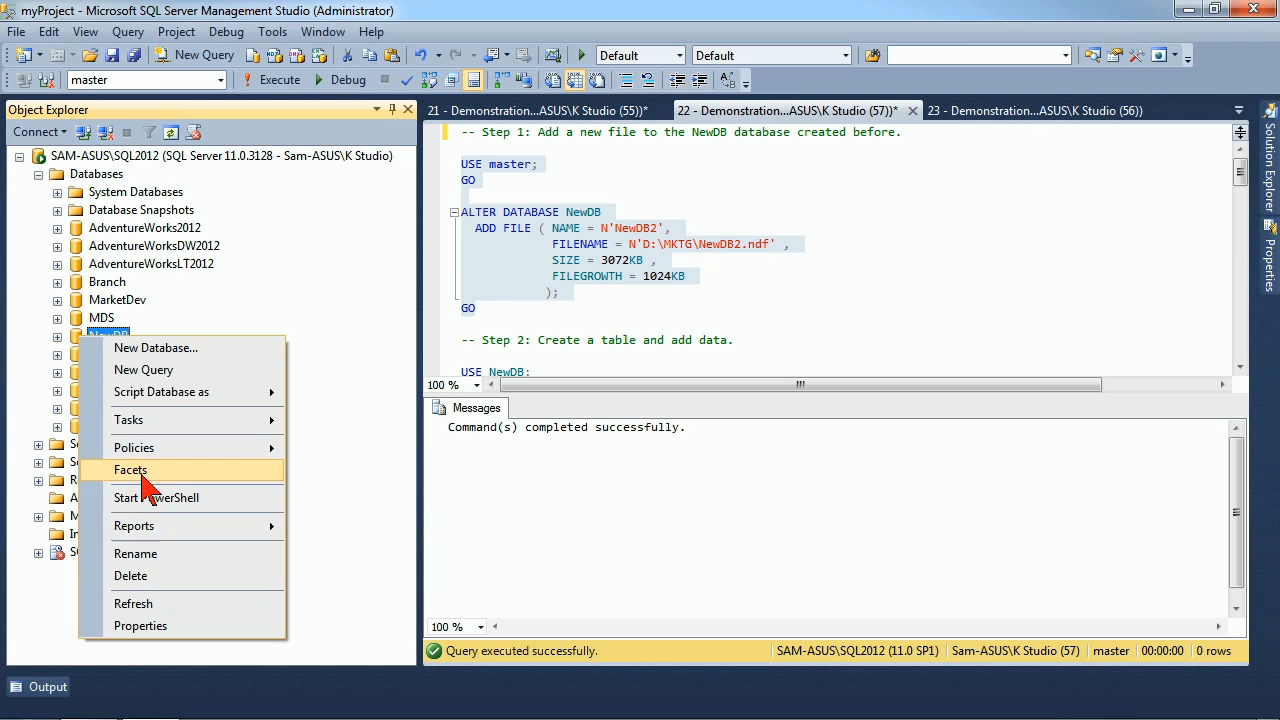 myProject - Microsoft SQL Server Management Studio (Administrator)
File Edit View Query Project Debug Tools Window Help
New Query Default Default
master Execute Debug
Object Explorer
Connect
SAM-ASUS\SQL2012 (SQL Server 11.0.3128 - Sam-ASUS\K Studio)
Databases
System Databases
Database Snapshots
AdventureWorks2012
AdventureWorksDW2012
AdventureWorksLT2012
Branch
MarketDev
MDS
NewDB
New Database...
New Query
Script Database as
Tasks
Policies
Facets
Start PowerShell
Reports
Rename
Delete
Refresh
Properties
21 - Demonstration...ASUS\K Studio (55))* 22 - Demonstration...ASUS\K Studio (57))* 23 - Demonstration...ASUS\K Studio (56))
-- Step 1: Add a new file to the NewDB database created before.
USE master;
GO
ALTER DATABASE NewDB
ADD FILE ( NAME = N'NewDB2',
FILENAME = N'D:\MKTG\NewDB2.ndf' ,
SIZE = 3072KB ,
FILEGROWTH = 1024KB
);
GO
-- Step 2: Create a table and add data.
USE NewDB;
100 %
Messages
Command(s) completed successfully.
100 %
Query executed successfully. SAM-ASUS\SQL2012 (11.0 SP1) Sam-ASUS\K Studio (57) master 00:00:00 0 rows
Solution Explorer
Properties
Output